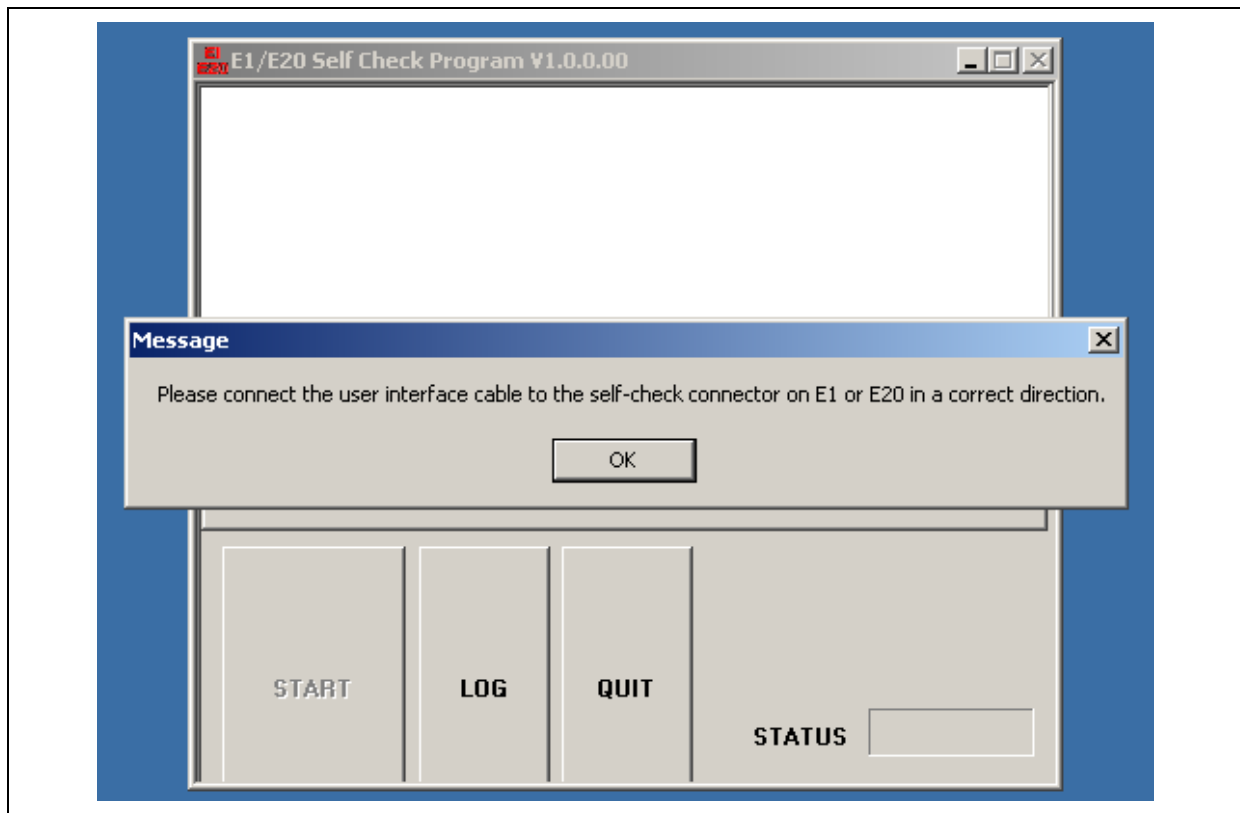 E1/E20 Self Check Program V1.0.0.00
Message
Please connect the user interface cable to the self-check connector on E1 or E20 in a correct direction.
OK
START
LOG
QUIT
STATUS